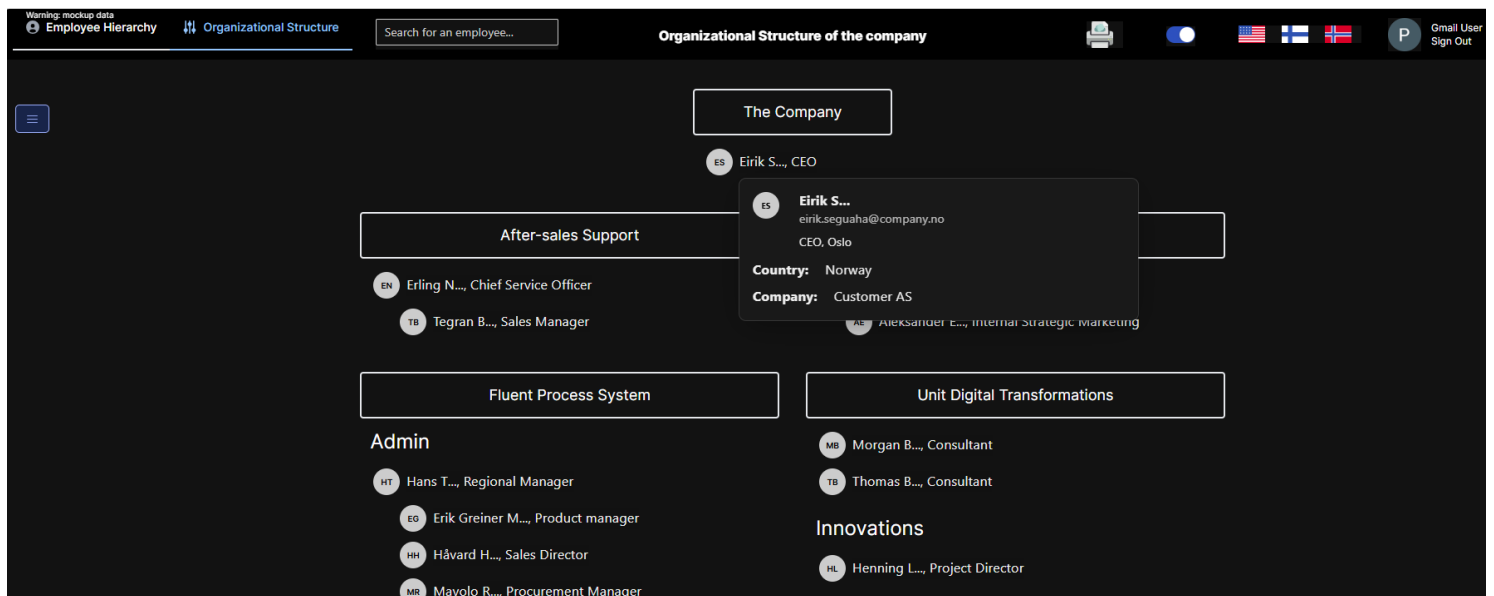 Warning: mockup data
Employee Hierarchy
Organizational Structure
Search for an employee...
Organizational Structure of the company
P
Gmail User
Sign Out
The Company
ES Eirik S..., CEO
ES Eirik S...
eirik.seguaha@company.no
CEO, Oslo
Country: Norway
Company: Customer AS
After-sales Support
EN Erling N..., Chief Service Officer
TB Tegran B..., Sales Manager
AE Aleksander E..., Internal Strategic Marketing
Fluent Process System
Admin
HT Hans T..., Regional Manager
EG Erik Greiner M..., Product manager
HH Håvard H..., Sales Director
MR Mayolo R..., Procurement Manager
Unit Digital Transformations
MB Morgan B..., Consultant
TB Thomas B..., Consultant
Innovations
HL Henning L..., Project Director